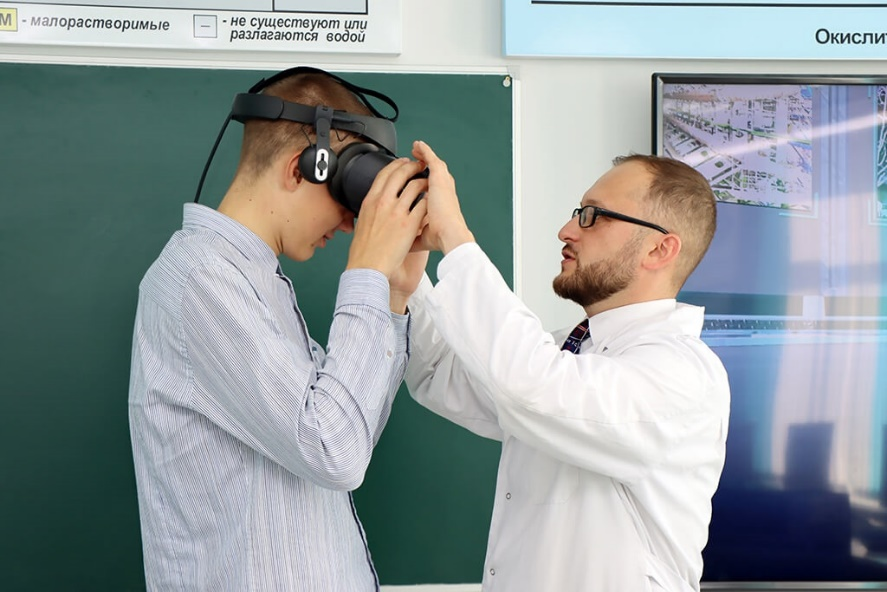 М - малорастворимые
– - не существуют или
разлагаются водой
Окислит